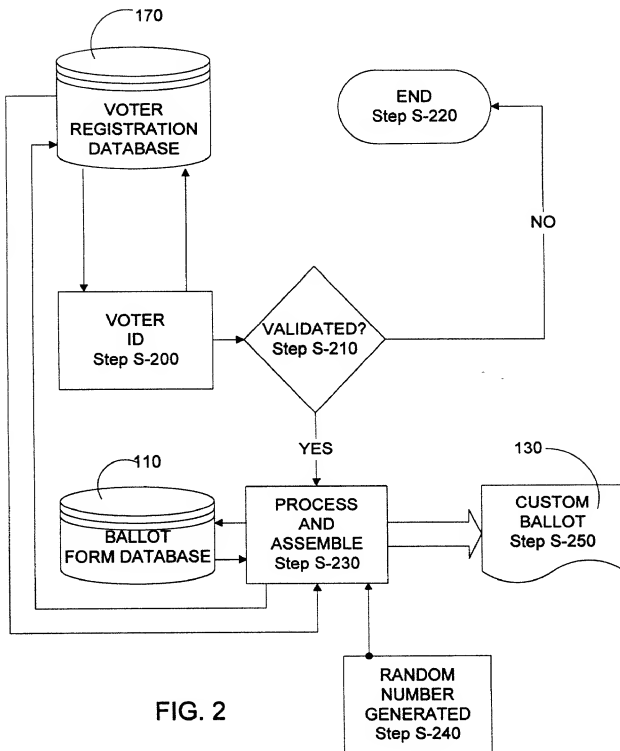 170
VOTER
REGISTRATION
DATABASE
END
Step S-220
NO
VOTER
ID
Step S-200
VALIDATED?
Step S-210
YES
110
BALLOT
FORM DATABASE
PROCESS
AND
ASSEMBLE
Step S-230
130
CUSTOM
BALLOT
Step S-250
RANDOM
NUMBER
GENERATED
Step S-240
FIG. 2